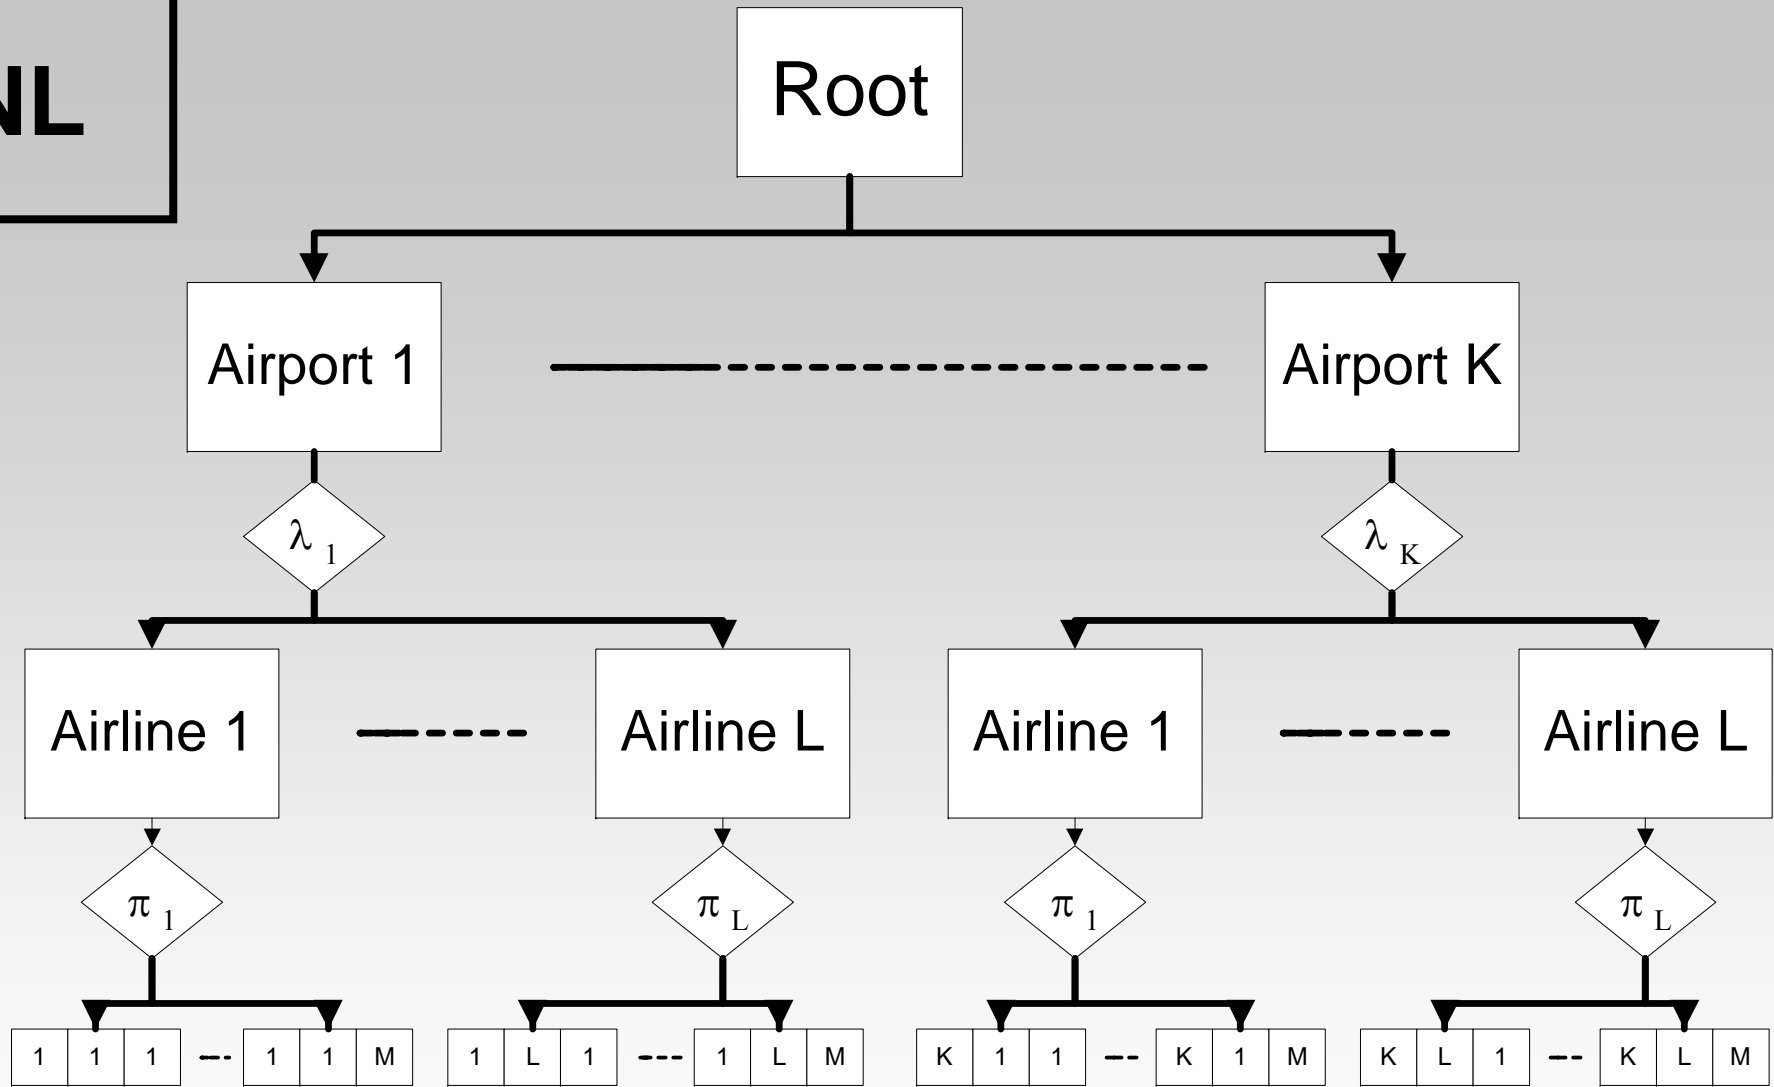 NL
Root
Airport 1 Airport K
λ 1 λ K
Airline 1 Airline L Airline 1 Airline L
π 1 π L π 1 π L
1 1 1 1 1 M 1 L 1 1 L M K 1 1 K 1 M K L 1 K L M